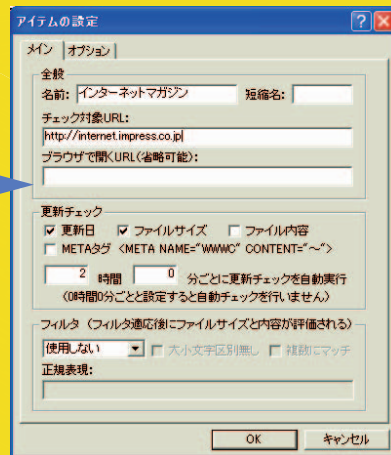 アイテムの設定
メイン オプション
全般
名前: インターネットマガジン 短縮名:
チェック対象URL:
http://internet.impress.co.jp
ブラウザで開くURL(省略可能):
更新チェック
更新日 ファイルサイズ ファイル内容
METAタグ <META NAME="WWWC" CONTENT="~">
2 時間 0 分ごとに更新チェックを自動実行
(0時間0分ごとと設定すると自動チェックを行いません)
フィルタ (フィルタ適応後にファイルサイズと内容が評価される)
使用しない 大小文字区別無し 複数にマッチ
正規表現:
OK キャンセル